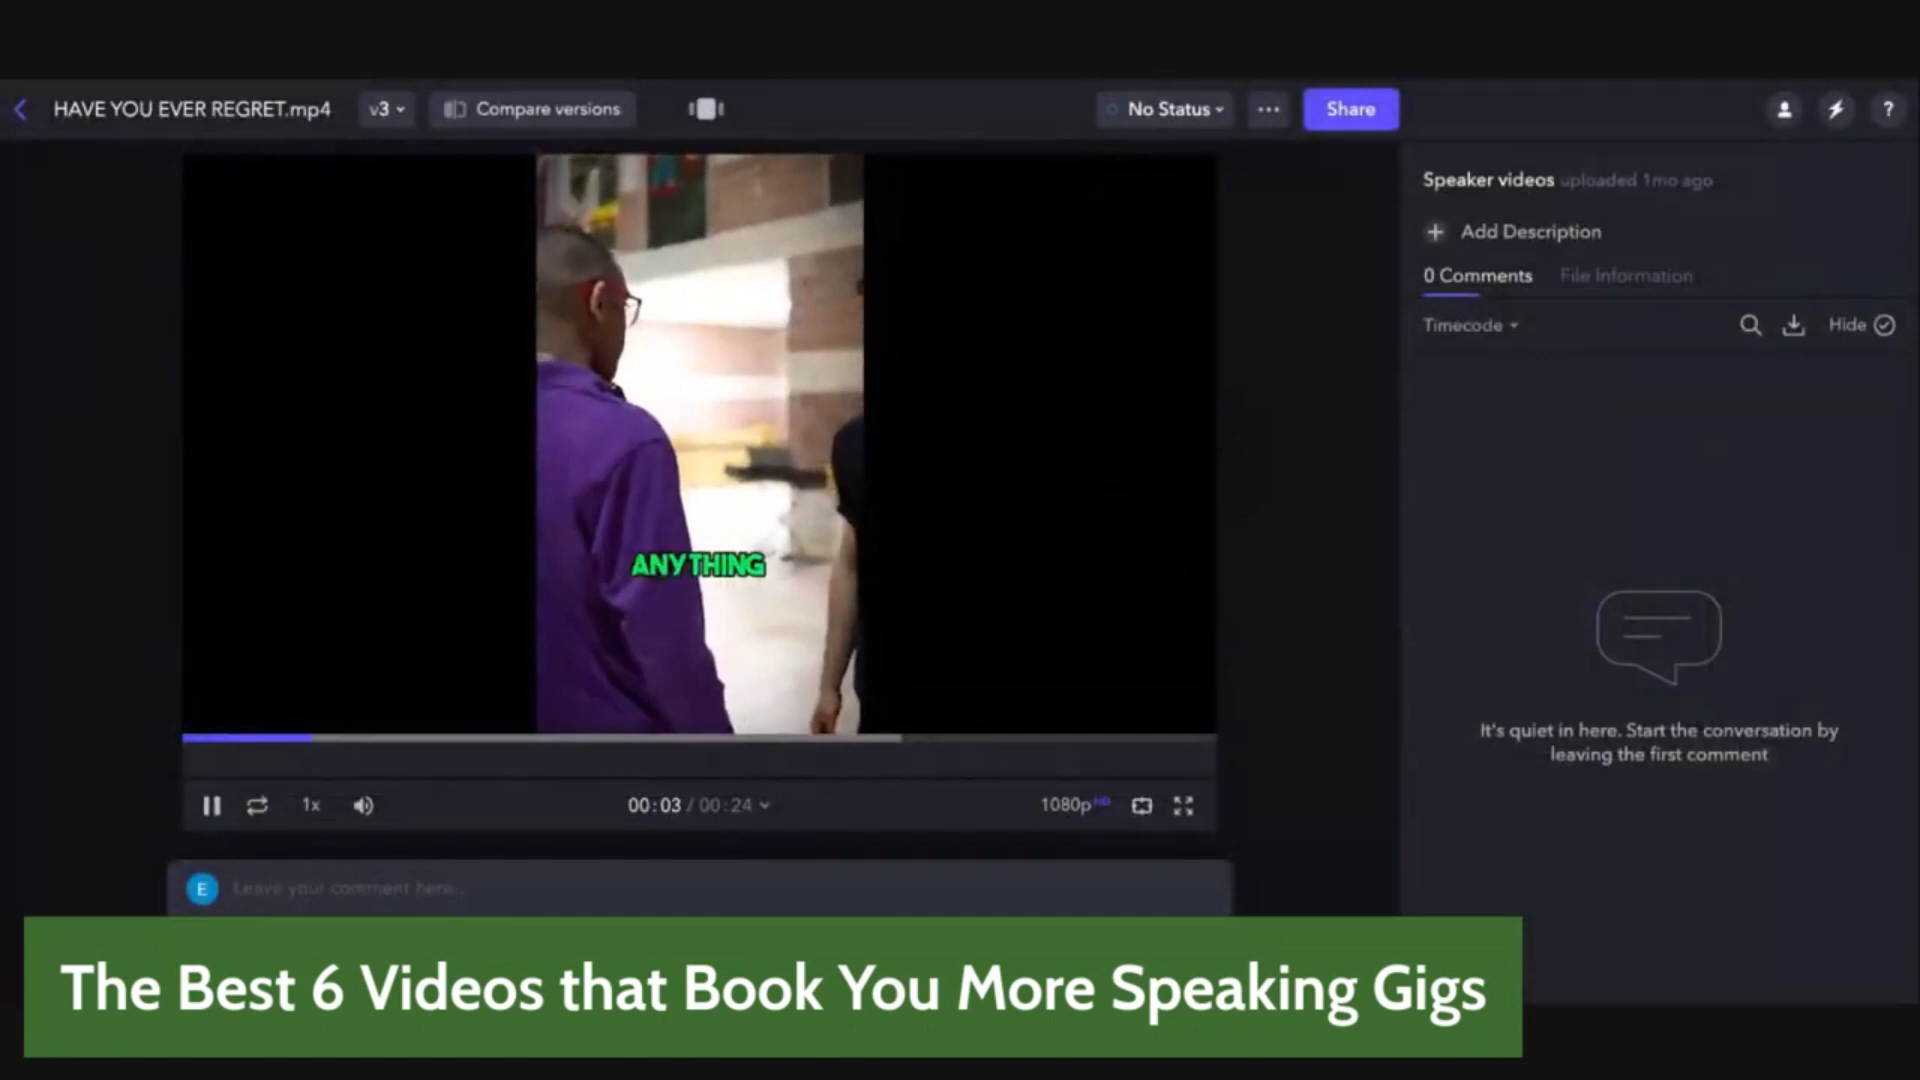 HAVE YOU EVER REGRET.mp4
v3
Compare versions
No Status
Share
?
Speaker videos uploaded 1mo ago
+ Add Description
0 Comments
File Information
Timecode
Hide
ANYTHING
It's quiet in here. Start the conversation by
leaving the first comment
1x
00:03 / 00:24
1080p HD
E
Leave your comment here...
The Best 6 Videos that Book You More Speaking Gigs